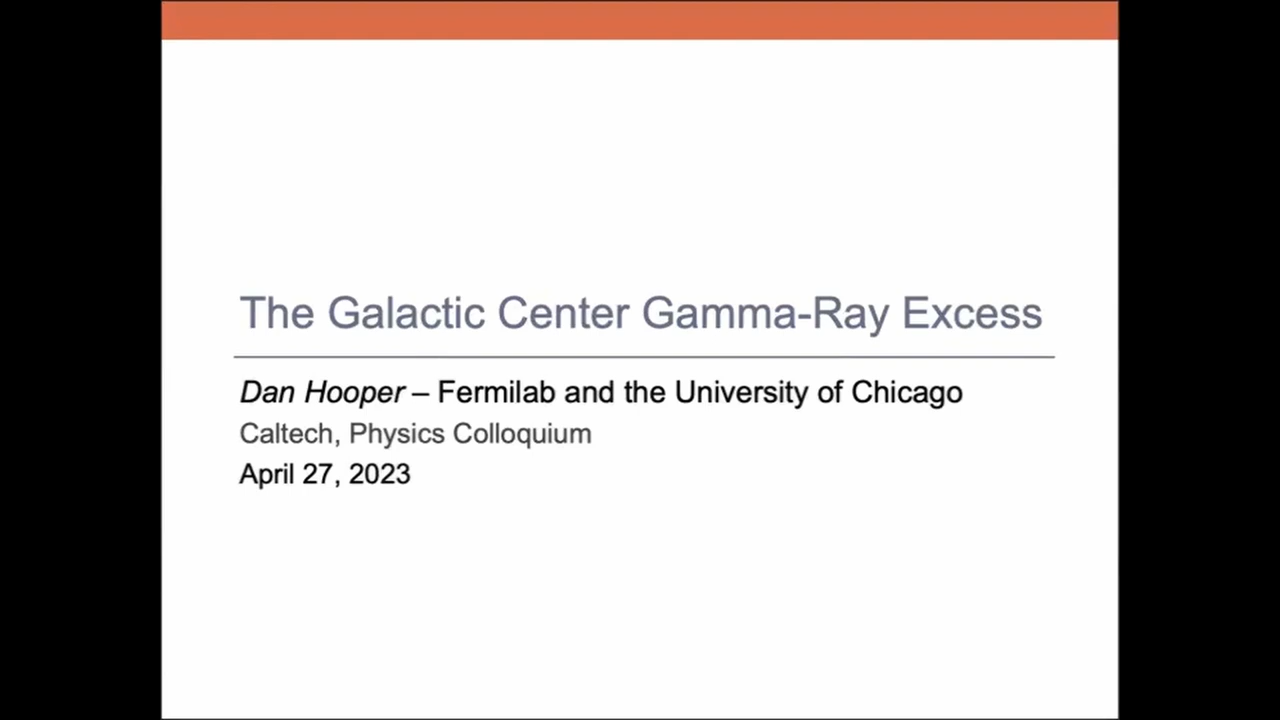 The Galactic Center Gamma-Ray Excess
Dan Hooper – Fermilab and the University of Chicago
Caltech, Physics Colloquium
April 27, 2023